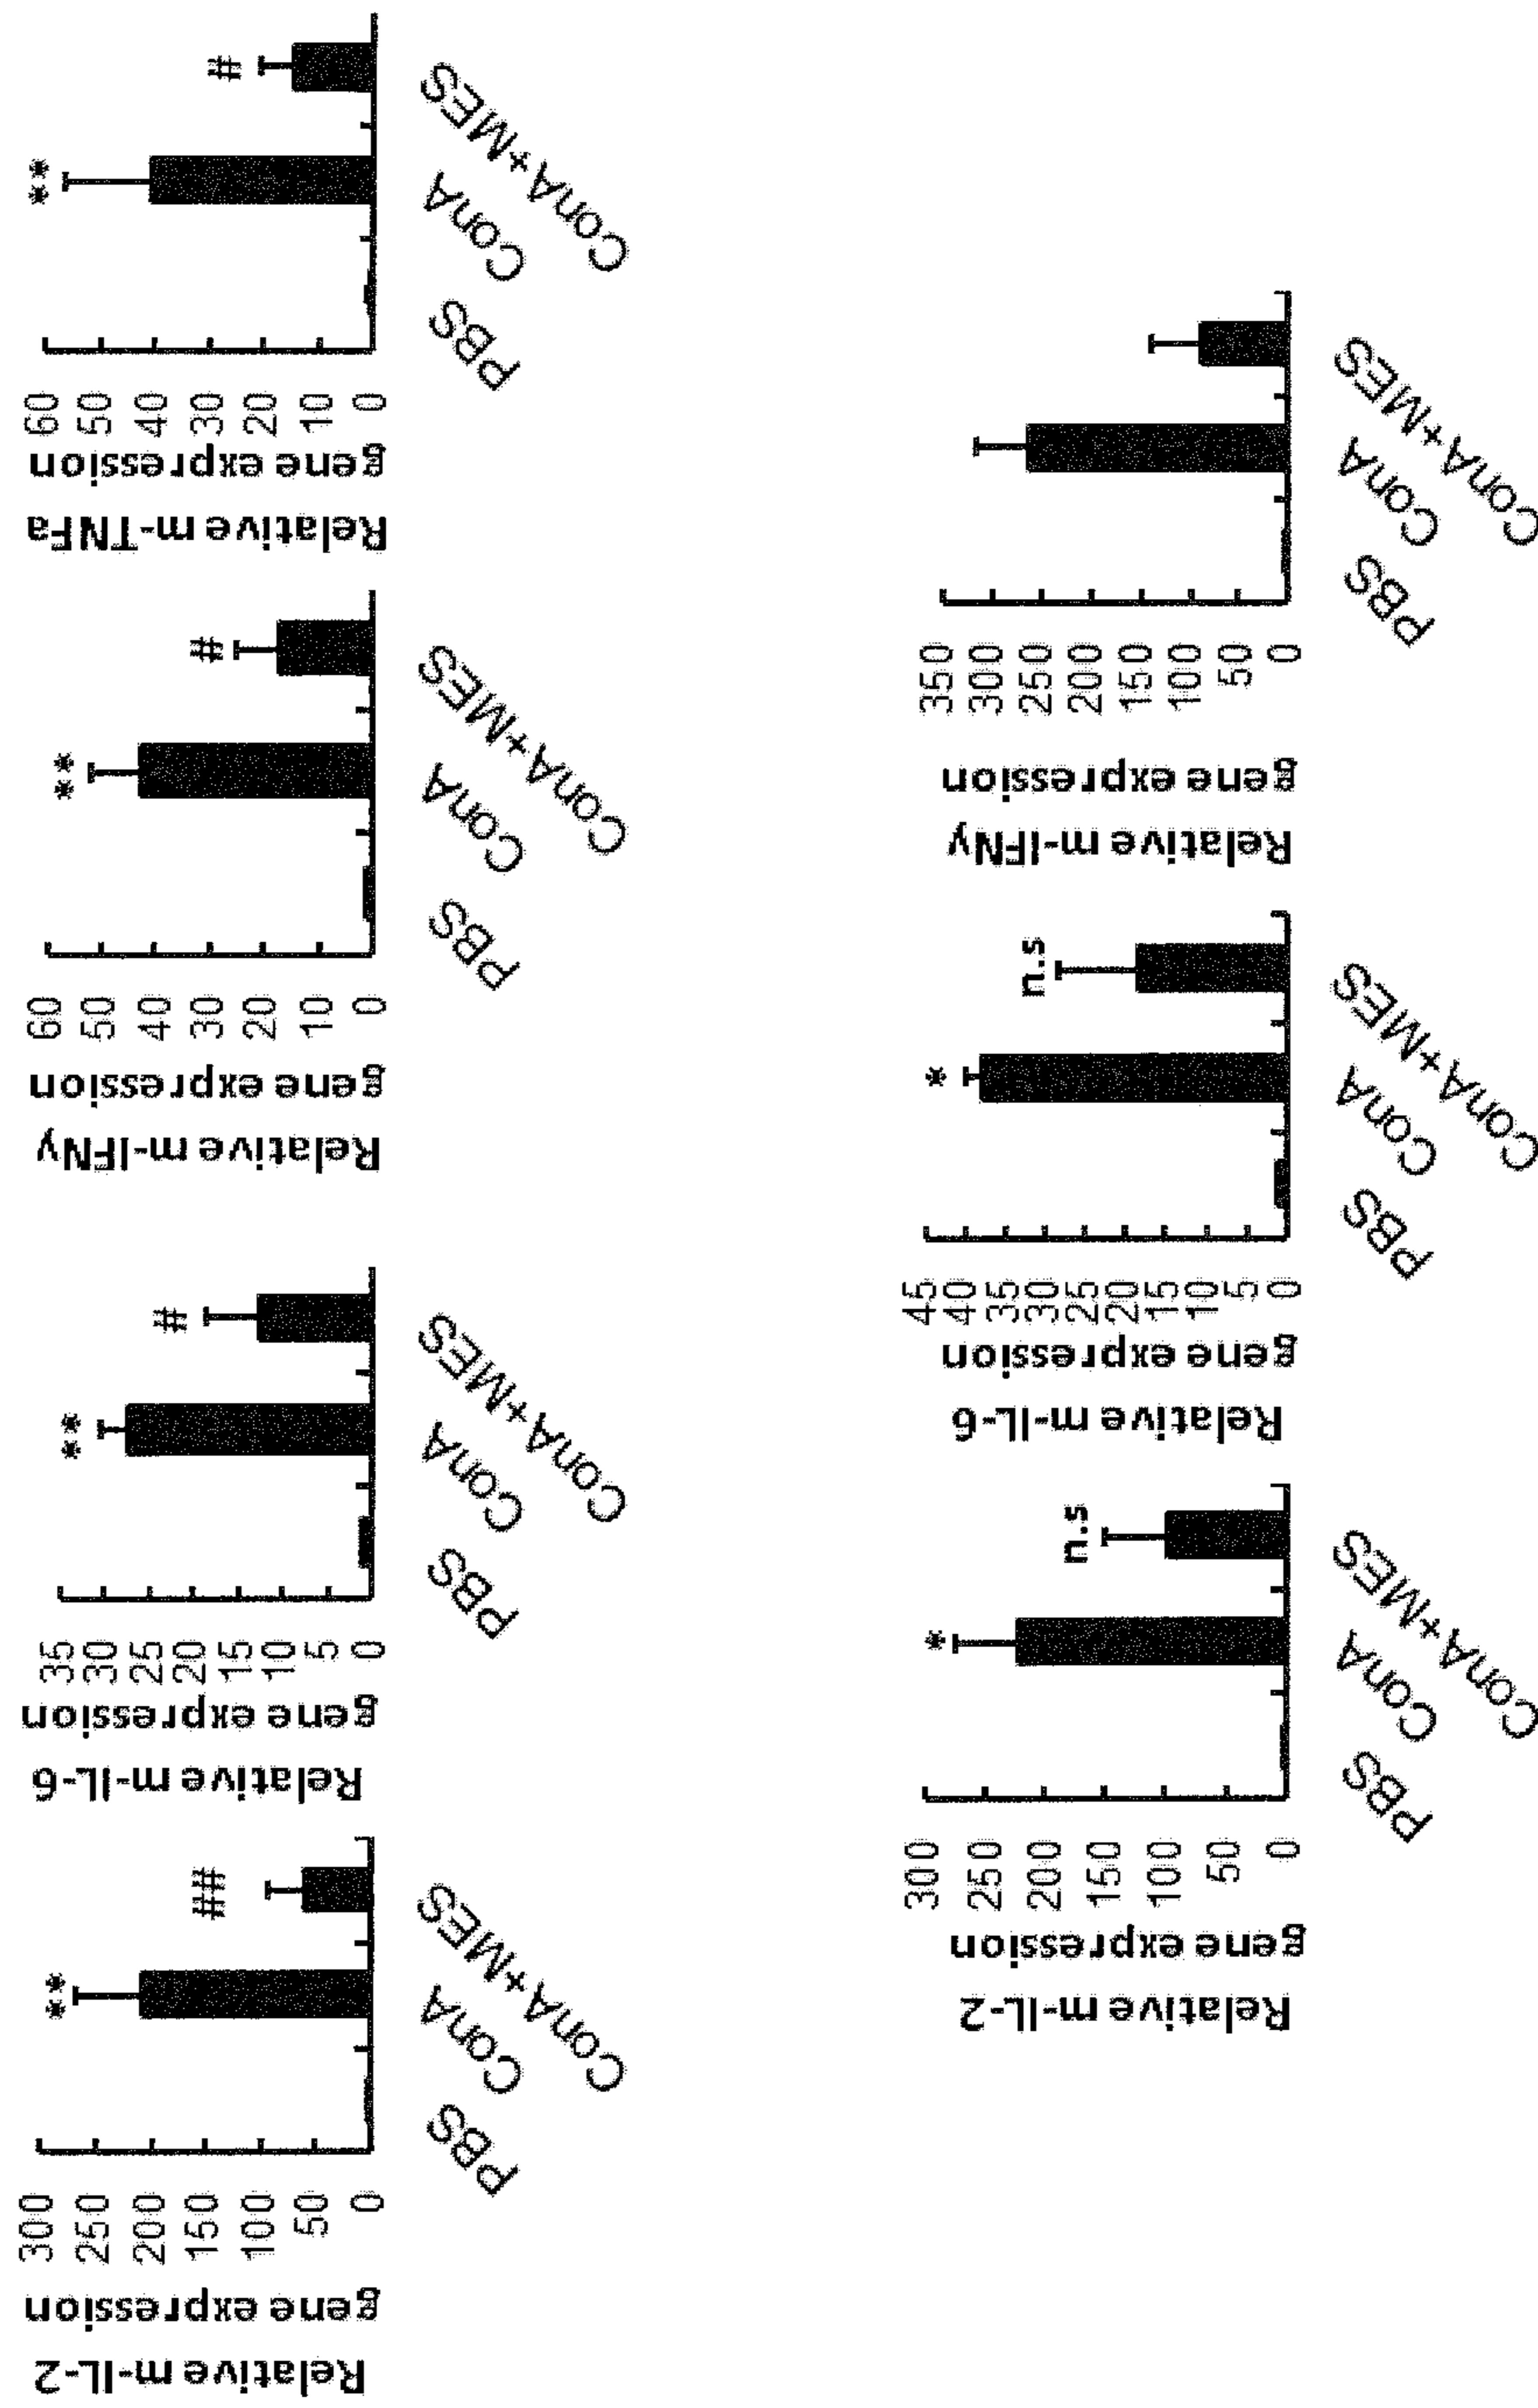 Relative m-IL-2
gene expression
300
250
200
150
100
50
0
**
##
PBS
ConA
ConA+MES
Relative m-IL-6
gene expression
35
30
25
20
15
10
5
0
**
#
PBS
ConA
ConA+MES
Relative m-IFNγ
gene expression
60
50
40
30
20
10
0
**
#
PBS
ConA
ConA+MES
Relative m-TNFa
gene expression
60
50
40
30
20
10
0
**
#
PBS
ConA
ConA+MES
Relative m-IL-2
gene expression
300
250
200
150
100
50
0
*
n.s
PBS
ConA
ConA+MES
Relative m-IL-6
gene expression
45
40
35
30
25
20
15
10
5
0
*
n.s
PBS
ConA
ConA+MES
Relative m-IFNγ
gene expression
350
300
250
200
150
100
50
0
PBS
ConA
ConA+MES